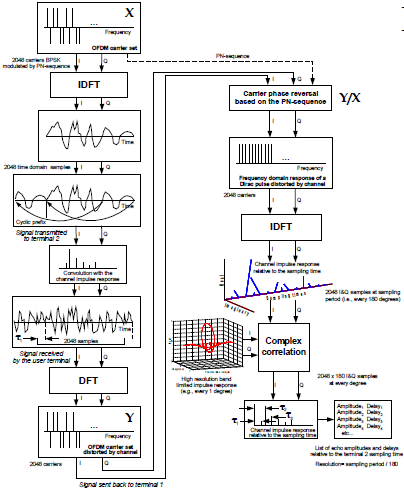 X
...
Frequency
OFDM carrier set
2048 carriers BPSK
modulated by PN-sequence
I
Q
PN-sequence
IDFT
I
Q
Time
2048 time domain samples
I
Q
Time
Cyclic prefix
Signal transmitted
to terminal 2
I
Q
Convolution with the
channel impulse response
I
Q
Time
τ
2048 samples
Signal received
by the user terminal
I
Q
DFT
I
Q
Y
...
Frequency
OFDM carrier set
distorted by channel
2048 carriers
I
Q
Signal sent back to terminal 1
I
Q
Carrier phase reversal
based on the PN-sequence
Y/X
I
Q
...
Frequency
Frequency domain response of a
Dirac pulse distorted by channel
2048 carriers
I
Q
IDFT
I
Q
Channel impulse response
relative to the sampling time
Imaginary
Sampling times
2048 I&Q samples at sampling
period (i.e., every 180 degrees)
I
Q
I
Q
Complex
correlation
High resolution band
limited impulse response
(e.g., every 1 degree)
I
Q
2048 x 180 I&Q samples
at every degree
τ
τ
τ
Channel impulse response
relative to the sampling time
Amplitude1 Delay1
Amplitude2 Delay2
Amplitude3 Delay3
Amplitude4 Delay4
etc...
List of echo amplitudes and delays
relative to the terminal 2 sampling time
Resolution= sampling period / 180